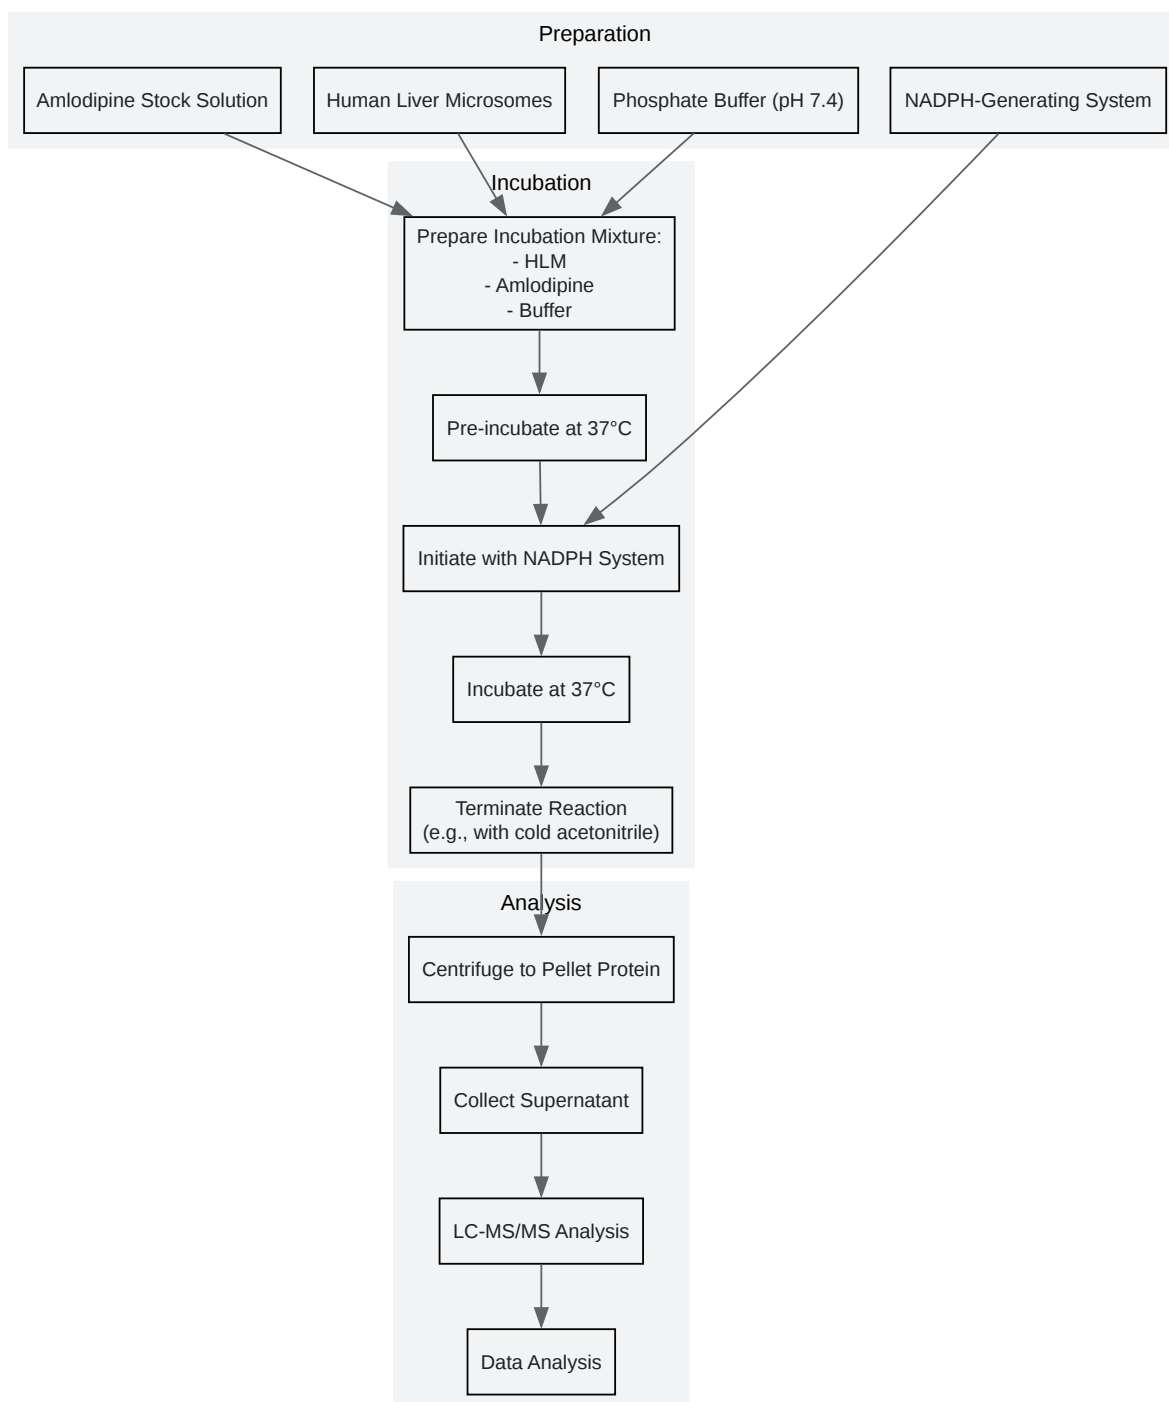 Preparation
Amlodipine Stock Solution
Human Liver Microsomes
Phosphate Buffer (pH 7.4)
NADPH-Generating System
Incubation
Prepare Incubation Mixture:
- HLM
- Amlodipine
- Buffer
Pre-incubate at 37°C
Initiate with NADPH System
Incubate at 37°C
Terminate Reaction
(e.g., with cold acetonitrile)
Analysis
Centrifuge to Pellet Protein
Collect Supernatant
LC-MS/MS Analysis
Data Analysis